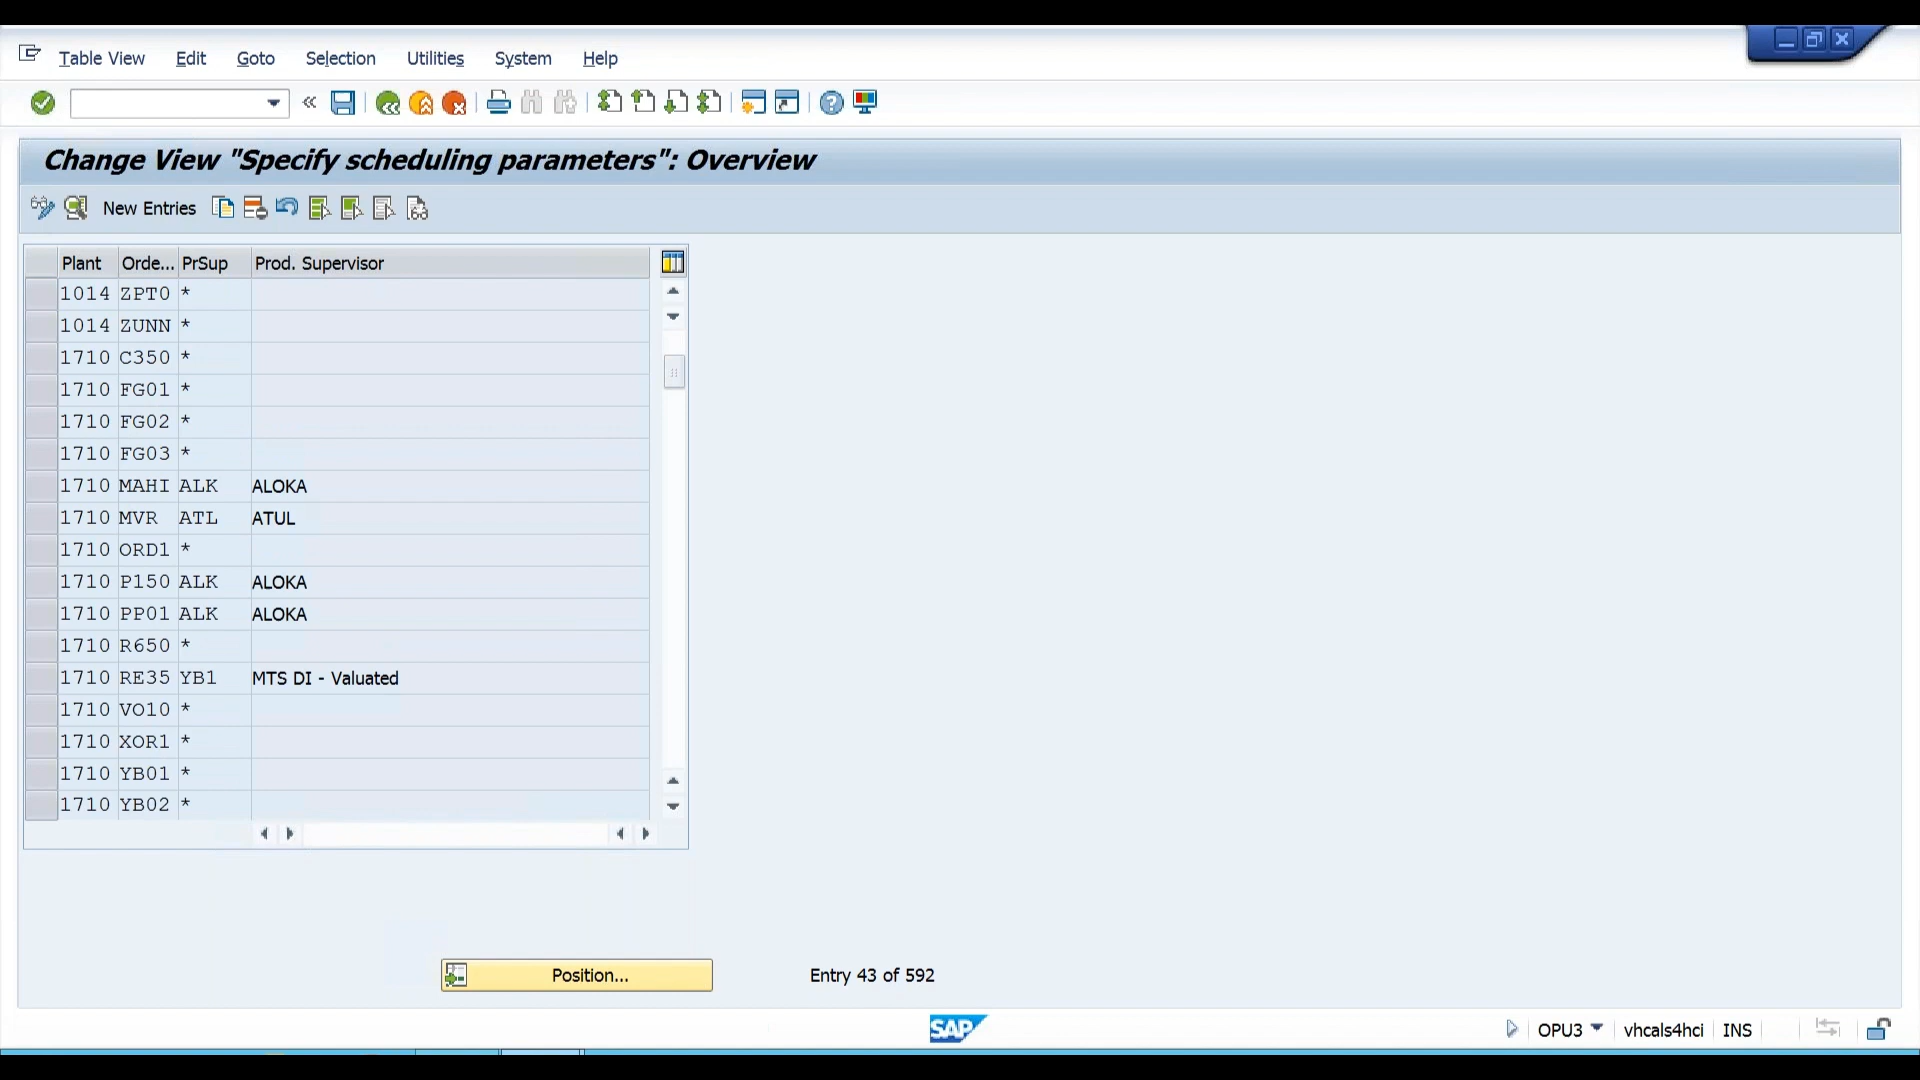 Table View Edit Goto Selection Utilities System Help
Change View "Specify scheduling parameters": Overview
New Entries
Plant Orde... PrSup Prod. Supervisor
1014 ZPT0 *
1014 ZUNN *
1710 C350 *
1710 FG01 *
1710 FG02 *
1710 FG03 *
1710 MAHI ALK ALOKA
1710 MVR ATL ATUL
1710 ORD1 *
1710 P150 ALK ALOKA
1710 PP01 ALK ALOKA
1710 R650 *
1710 RE35 YB1 MTS DI - Valuated
1710 VO10 *
1710 XOR1 *
1710 YB01 *
1710 YB02 *
Position... Entry 43 of 592
SAP OPU3 vhcals4hci INS